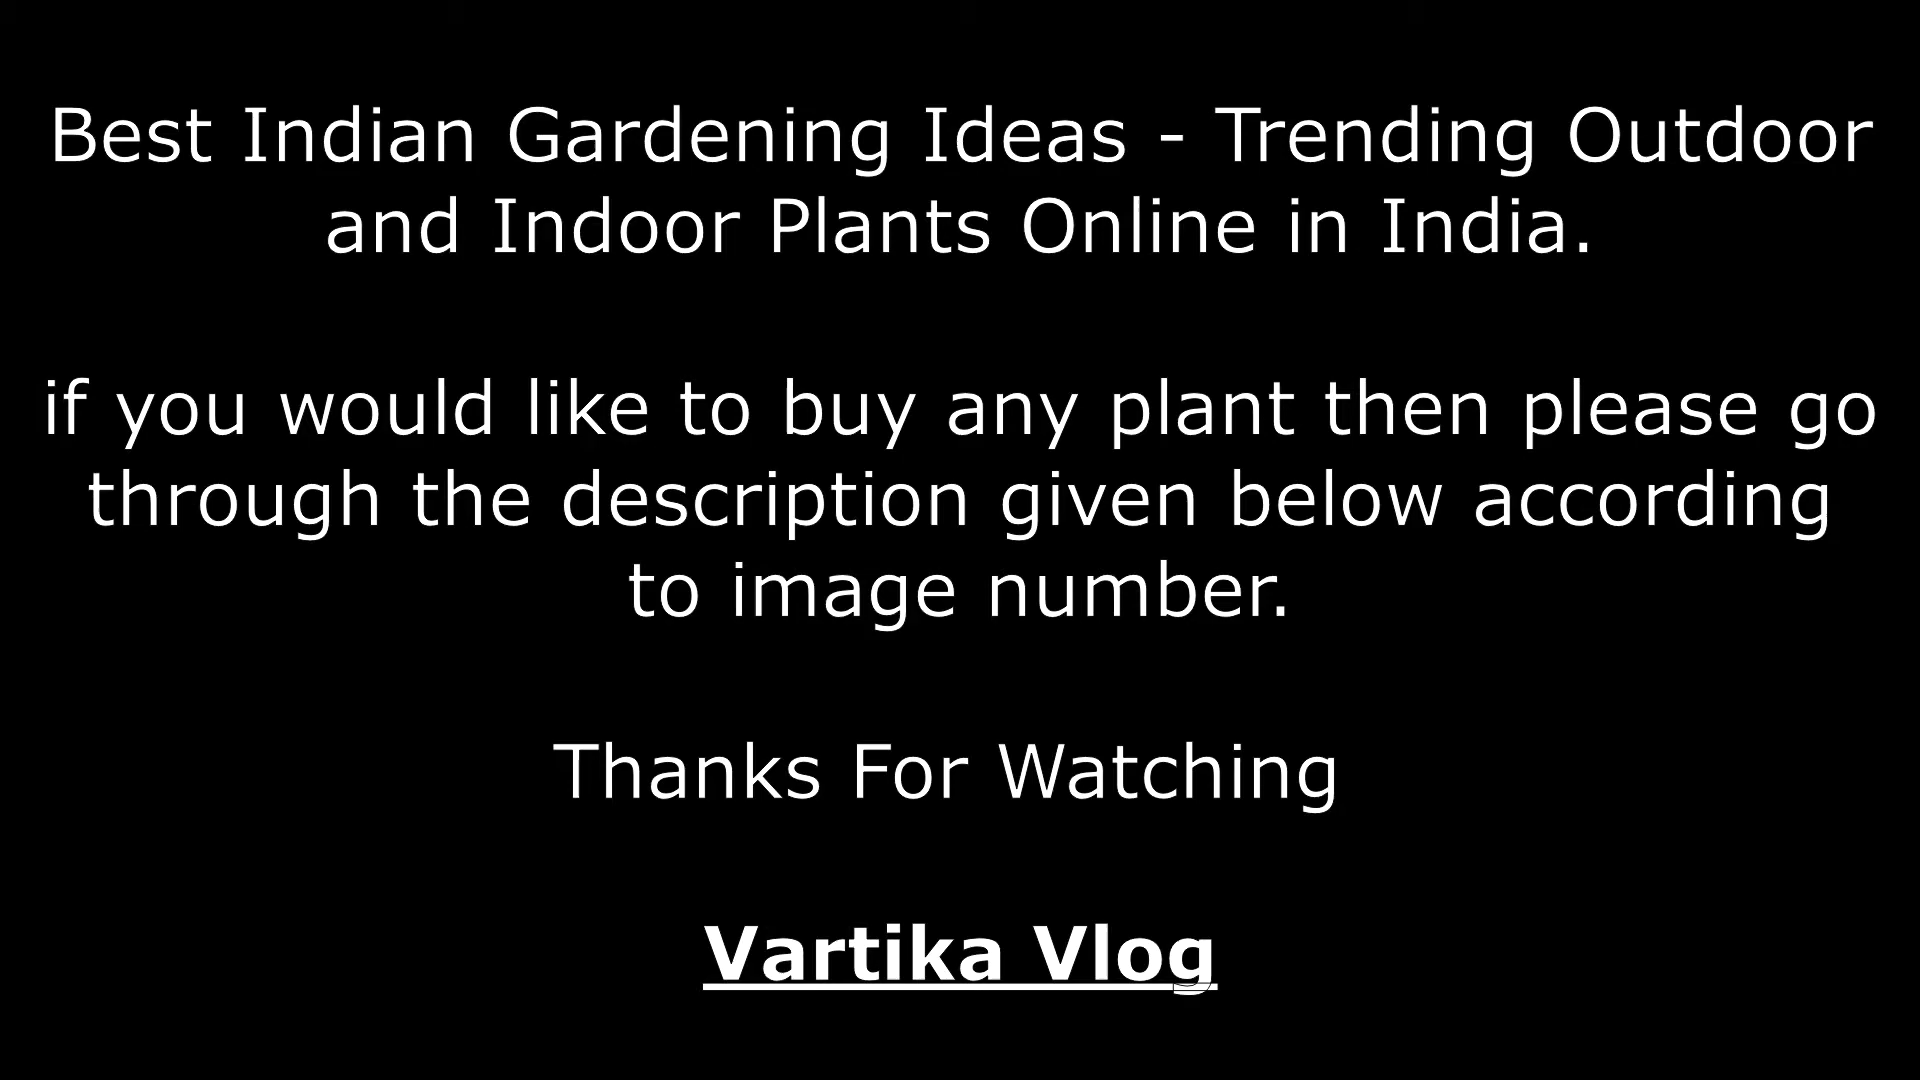 Best Indian Gardening Ideas - Trending Outdoor
and Indoor Plants Online in India.
if you would like to buy any plant then please go
through the description given below according
to image number.
Thanks For Watching
Vartika Vlog